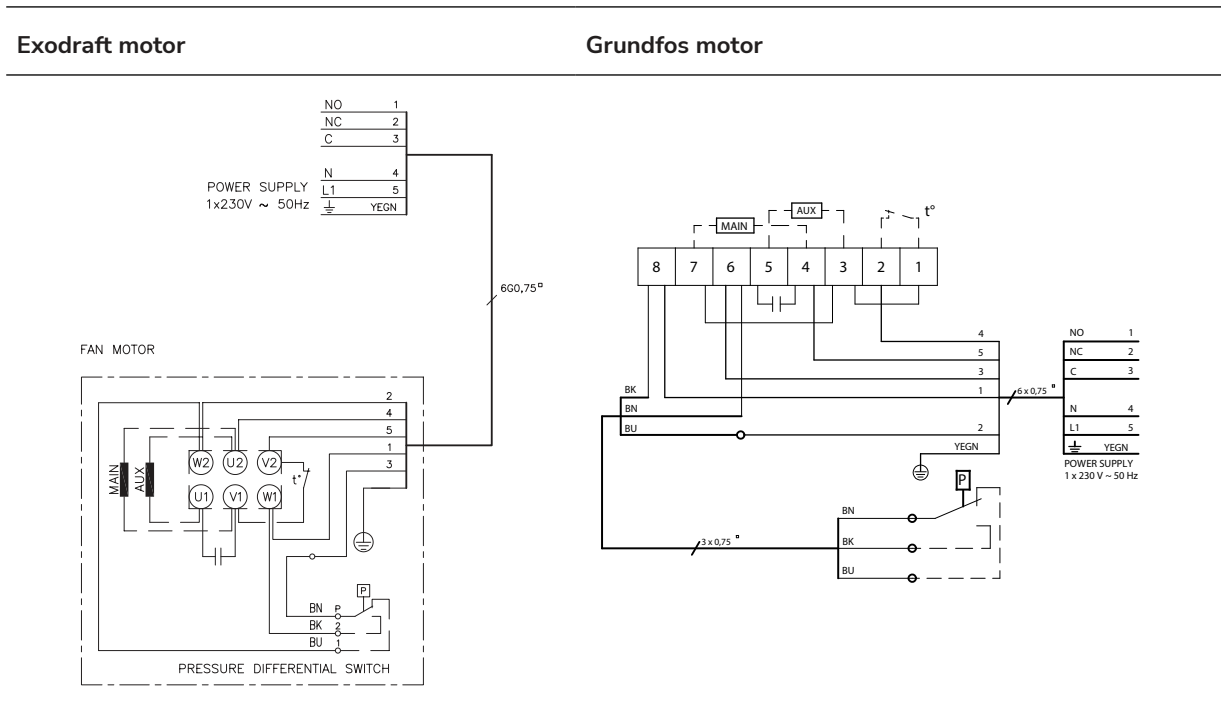 Exodraft motor
Grundfos motor
NO 1
NC 2
C 3
N 4
POWER SUPPLY L1 5
1x230V ~ 50Hz YEGN
6G0,75
FAN MOTOR
2
4
5
1
3
MAIN AUX
W2 U2 V2
t°
U1 V1 W1
P
BN P
BK 2
BU 1
PRESSURE DIFFERENTIAL SWITCH
AUX
t°
MAIN
8 7 6 5 4 3 2 1
4
5
3
1
2
YEGN
BK
BN
BU
6 x 0,75
NO 1
NC 2
C 3
N 4
L1 5
YEGN
POWER SUPPLY
1 x 230 V ~ 50 Hz
P
BN
BK
BU
3 x 0,75